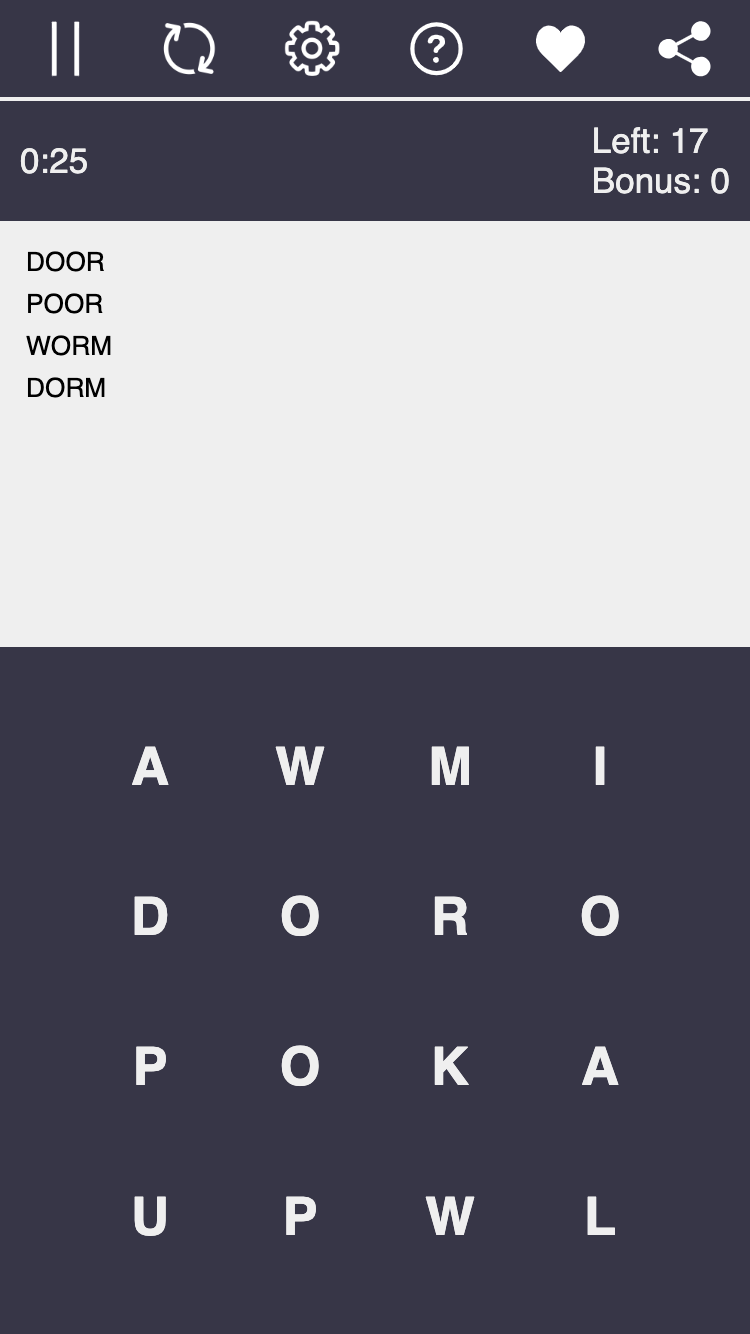 0:25
Left: 17
Bonus: 0
DOOR
POOR
WORM
DORM
A W M I
D O R O
P O K A
U P W L